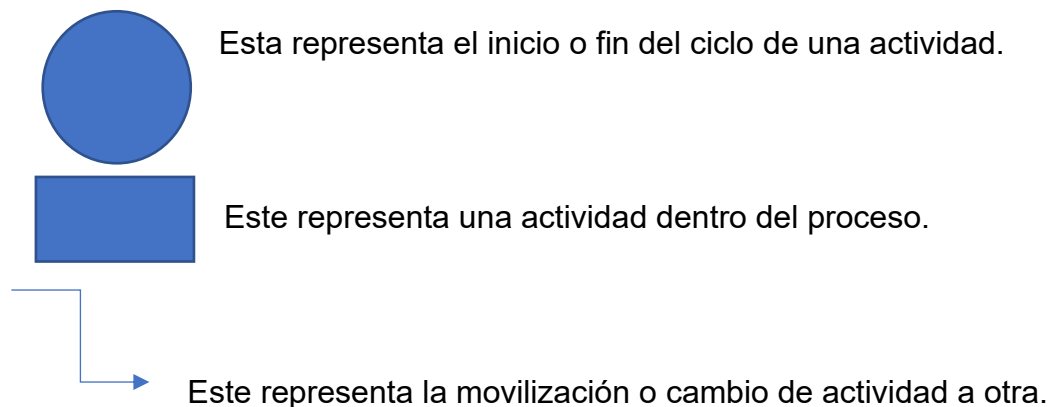 Esta representa el inicio o fin del ciclo de una actividad.
Este representa una actividad dentro del proceso.
Este representa la movilización o cambio de actividad a otra.